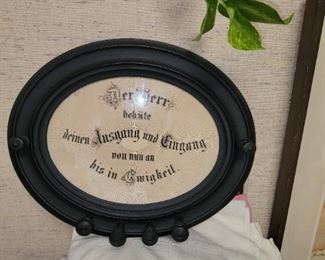 Der Herr
behüte
deinen Ausgang und Eingang
von nun an
bis in Ewigkeit.